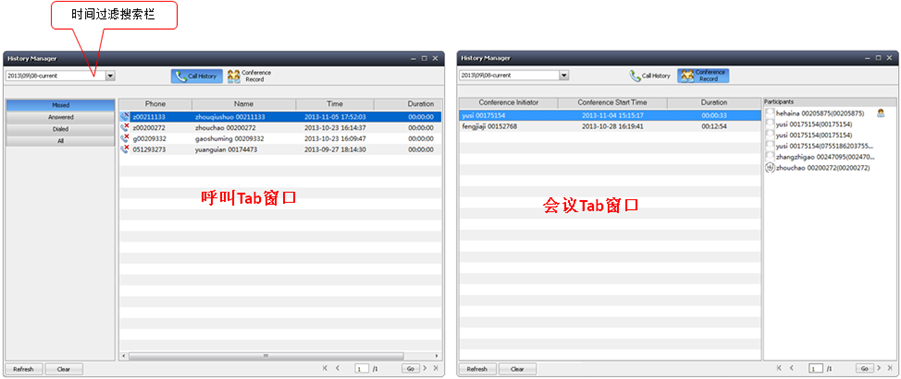 时间过滤搜索栏
History Manager
2013\09\08-current
Call History
Conference Record
Missed
Answered
Dialed
All
Phone Name Time Duration
z00211133 zhouqiushuo 00211133 2013-11-05 17:52:03 00:00:00
z00200272 zhouchao 00200272 2013-10-23 16:14:37 00:00:00
g00209332 gaoshuming 00209332 2013-10-23 16:09:47 00:00:00
051293273 yuanguian 00174473 2013-09-27 18:14:30 00:00:00
呼叫Tab窗口
Refresh Clear 1 /1 Go
History Manager
2013\09\08-current
Call History
Conference Record
Conference Initiator Conference Start Time Duration
yusi 00175154 2013-11-04 15:15:17 00:00:33
fengjiaji 00152768 2013-10-28 16:19:41 00:12:54
Participants
hehaina 00205875(00205875)
yusi 00175154(00175154)
yusi 00175154(00175154)
yusi 00175154(0755186203755...
zhangzhigao 00247095(002470...
zhouchao 00200272(00200272)
会议Tab窗口
Refresh Clear 1 /1 Go